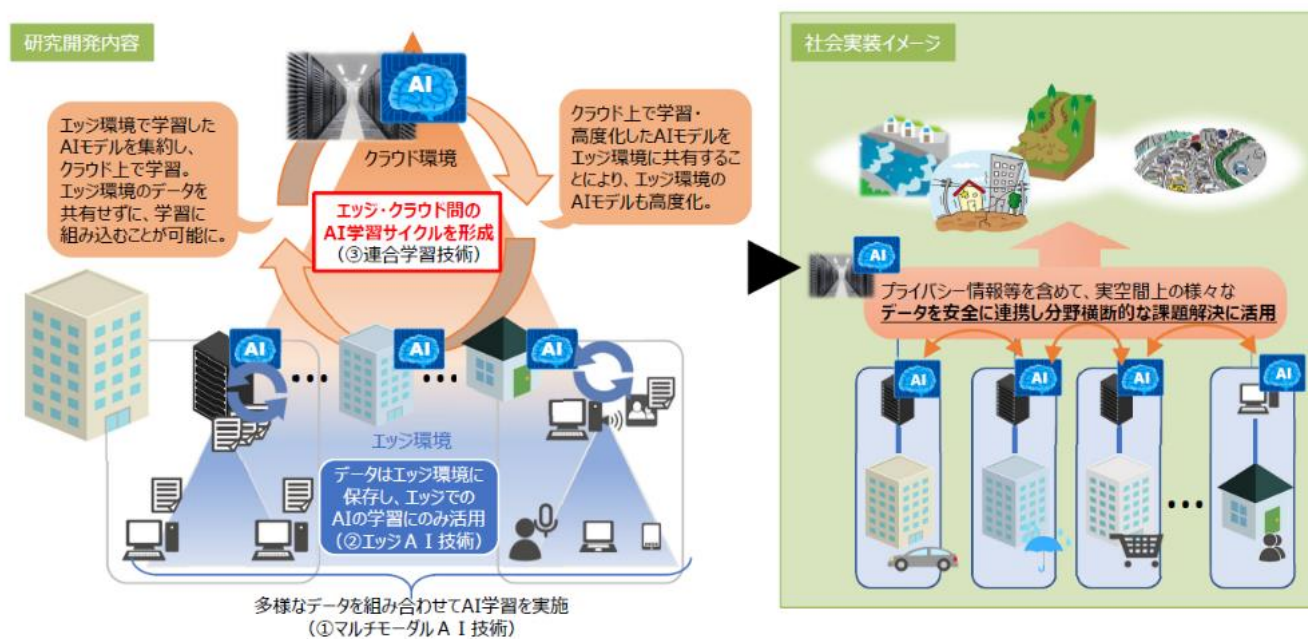 研究開発内容
AI
クラウド環境
エッジ環境で学習した
AIモデルを集約し、
クラウド上で学習。
エッジ環境のデータを
共有せずに、学習に
組み込むことが可能に。
クラウド上で学習・
高度化したAIモデルを
エッジ環境に共有するこ
とにより、エッジ環境の
AIモデルも高度化。
エッジ・クラウド間の
AI学習サイクルを形成
(③連合学習技術)
AI
•••
AI
•••
AI
エッジ環境
データはエッジ環境に
保存し、エッジでの
AIの学習にのみ活用
(②エッジAI技術)
多様なデータを組み合わせてAI学習を実施
(①マルチモーダルAI技術)
社会実装イメージ
AI
プライバシー情報等を含めて、実空間上の様々な
データを安全に連携し分野横断的な課題解決に活用
AI
AI
AI
AI
•••